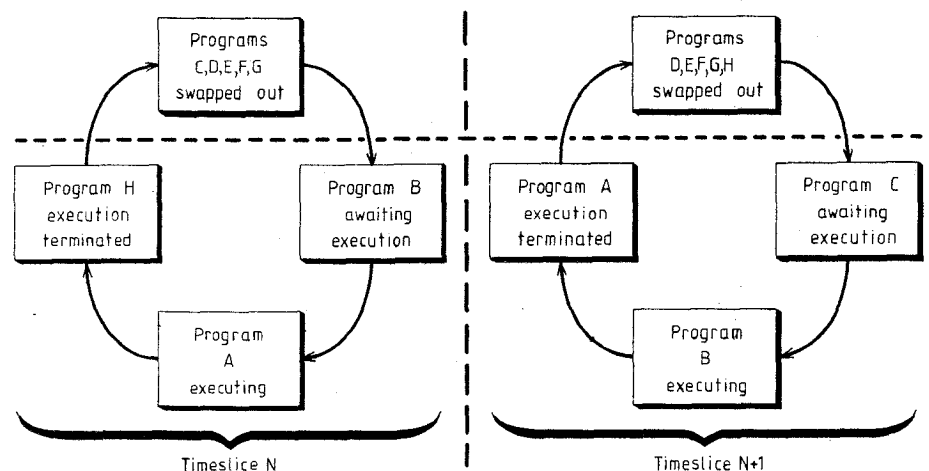 Programs
C,D,E,F,G
swapped out
Program H
execution
terminated
Program B
awaiting
execution
Program
A
executing
Timeslice N
Programs
D,E,F,G,H
swapped out
Program A
execution
terminated
Program C
awaiting
execution
Program
B
executing
Timeslice N+1